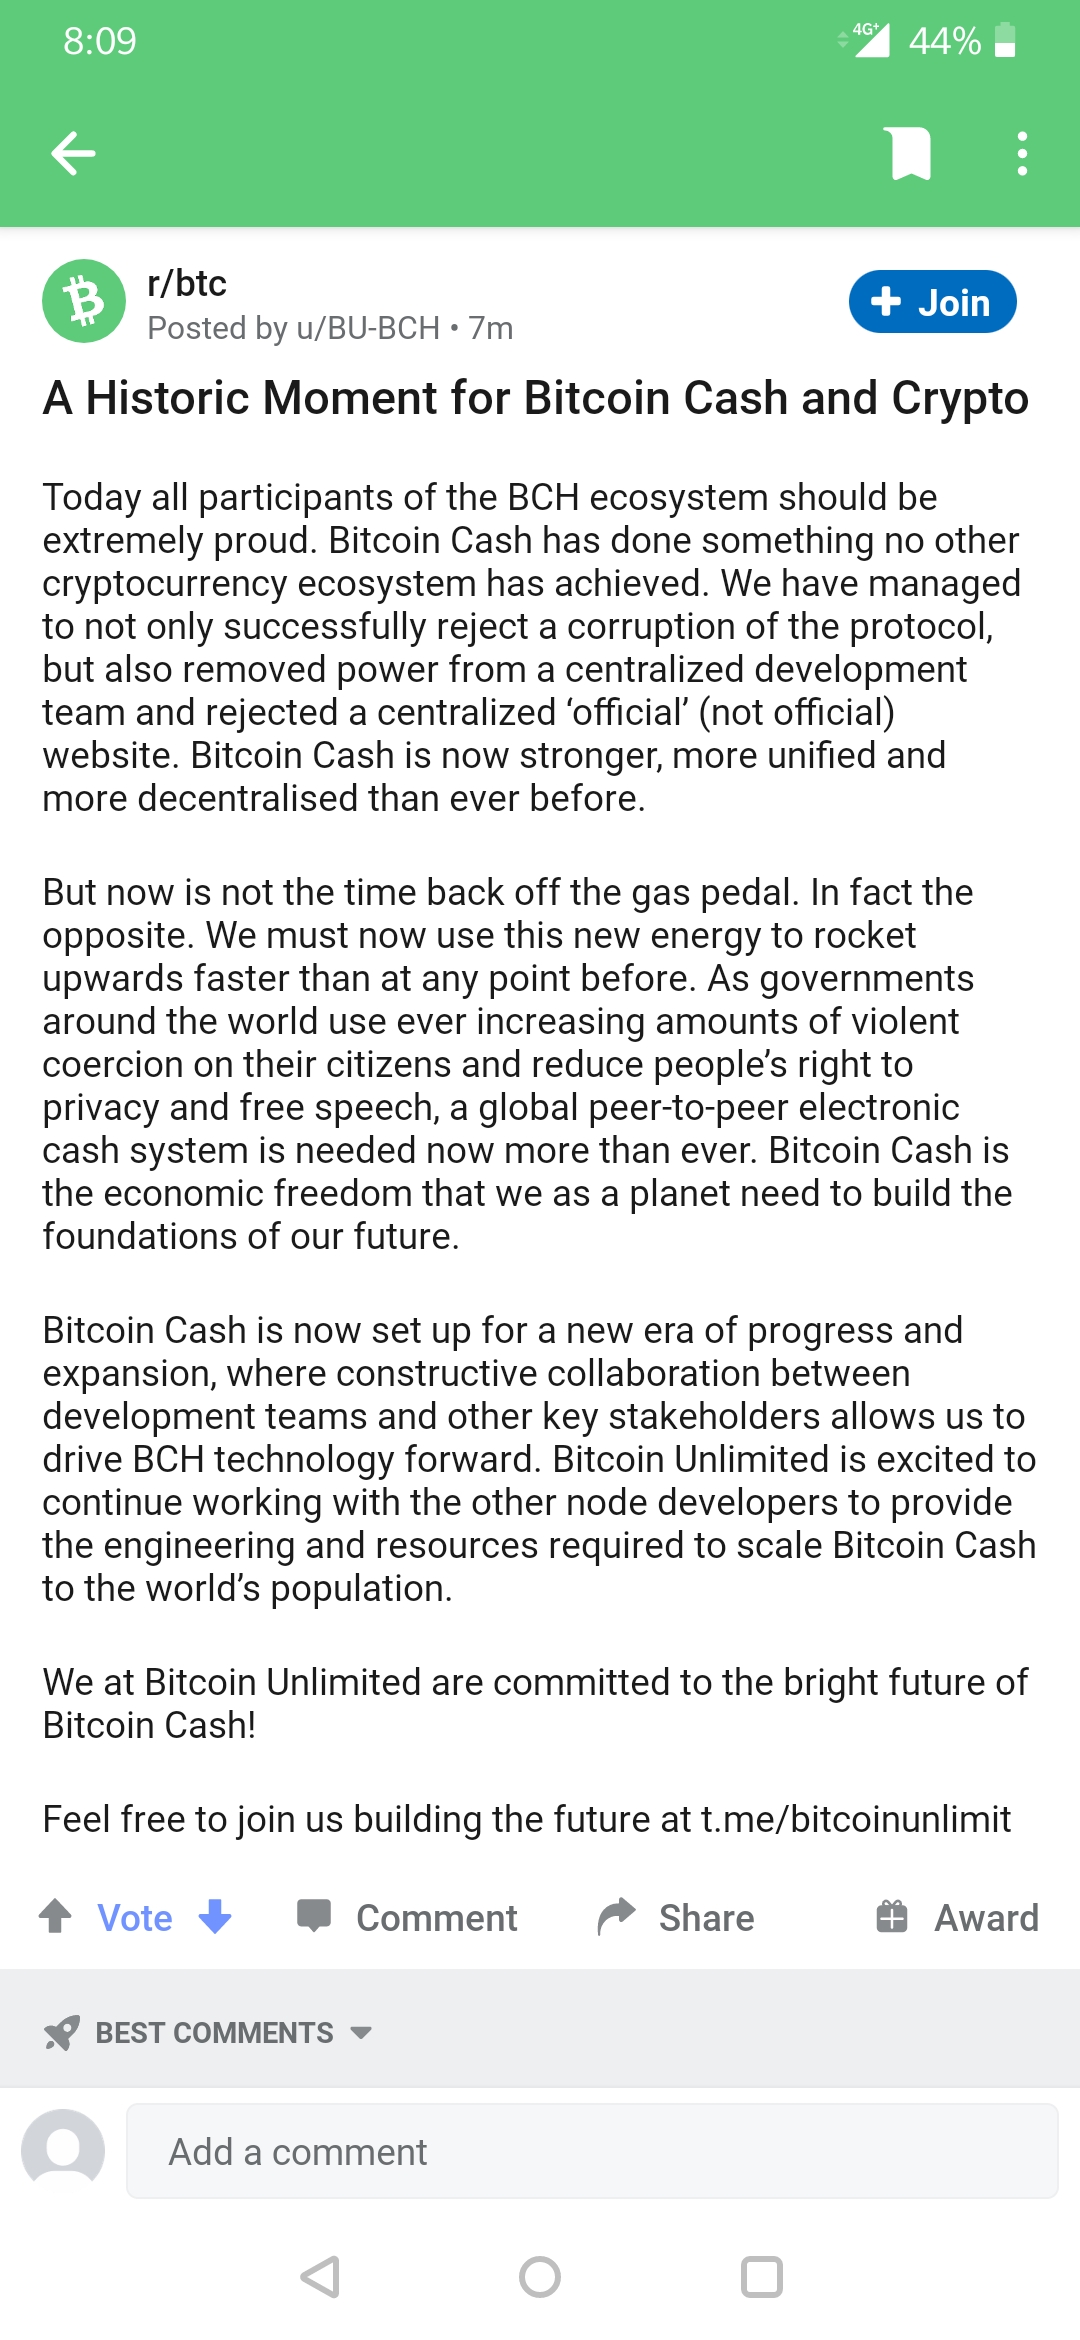 8:09
4G+ 44%
r/btc
Posted by u/BU-BCH • 7m
Join
A Historic Moment for Bitcoin Cash and Crypto
Today all participants of the BCH ecosystem should be
extremely proud. Bitcoin Cash has done something no other
cryptocurrency ecosystem has achieved. We have managed
to not only successfully reject a corruption of the protocol,
but also removed power from a centralized development
team and rejected a centralized ‘official’ (not official)
website. Bitcoin Cash is now stronger, more unified and
more decentralised than ever before.
But now is not the time back off the gas pedal. In fact the
opposite. We must now use this new energy to rocket
upwards faster than at any point before. As governments
around the world use ever increasing amounts of violent
coercion on their citizens and reduce people’s right to
privacy and free speech, a global peer-to-peer electronic
cash system is needed now more than ever. Bitcoin Cash is
the economic freedom that we as a planet need to build the
foundations of our future.
Bitcoin Cash is now set up for a new era of progress and
expansion, where constructive collaboration between
development teams and other key stakeholders allows us to
drive BCH technology forward. Bitcoin Unlimited is excited to
continue working with the other node developers to provide
the engineering and resources required to scale Bitcoin Cash
to the world’s population.
We at Bitcoin Unlimited are committed to the bright future of
Bitcoin Cash!
Feel free to join us building the future at t.me/bitcoinunlimit
Vote Comment Share Award
BEST COMMENTS
Add a comment